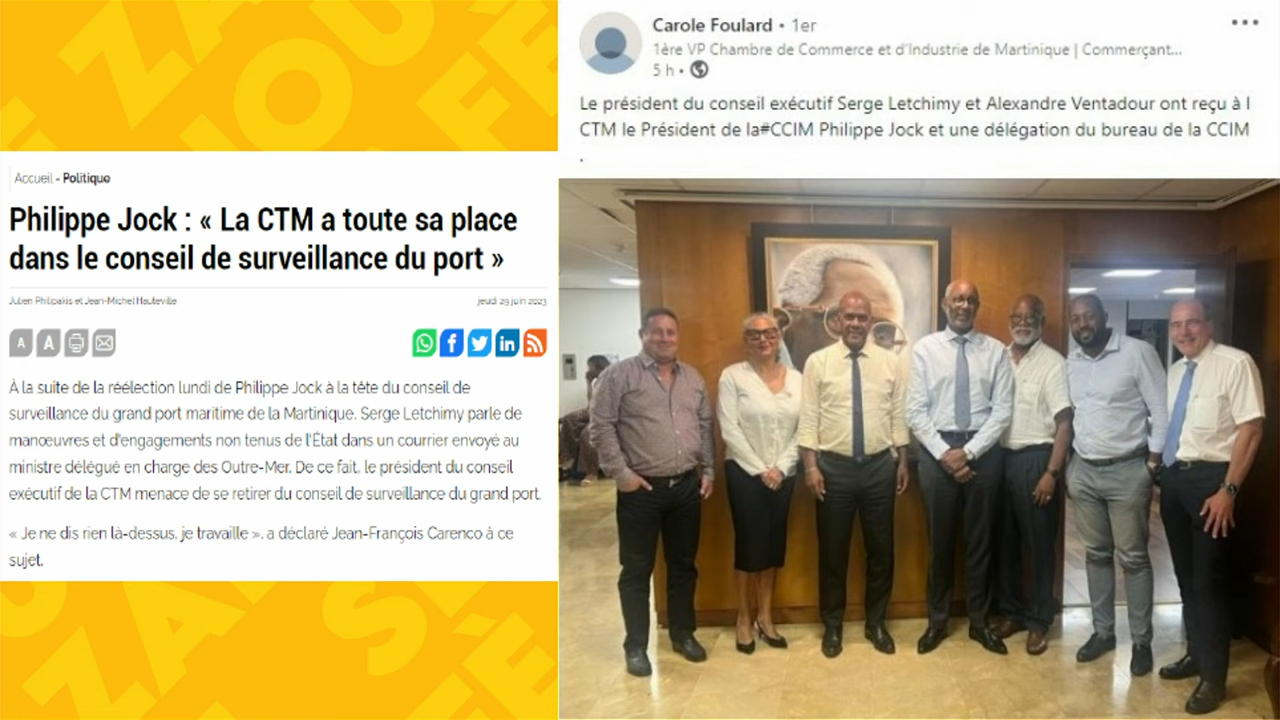 Accueil - Politique
Philippe Jock : « La CTM a toute sa place
dans le conseil de surveillance du port »
Julien Philipakis et Jean-Michel Hauteville
jeudi 29 juin 2023
A A
À la suite de la réélection lundi de Philippe Jock à la tête du conseil de
surveillance du grand port maritime de la Martinique. Serge Letchimy parle de
manœuvres et d'engagements non tenus de l'État dans un courrier envoyé au
ministre délégué en charge des Outre-Mer. De ce fait, le président du conseil
exécutif de la CTM menace de se retirer du conseil de surveillance du grand port.
« Je ne dis rien là-dessus, je travaille », a déclaré Jean-François Carenco à ce
sujet.
Carole Foulard • 1er
1ère VP Chambre de Commerce et d'Industrie de Martinique | Commerçant...
5 h •
Le président du conseil exécutif Serge Letchimy et Alexandre Ventadour ont reçu à l
CTM le Président de la#CCIM Philippe Jock et une délégation du bureau de la CCIM
.